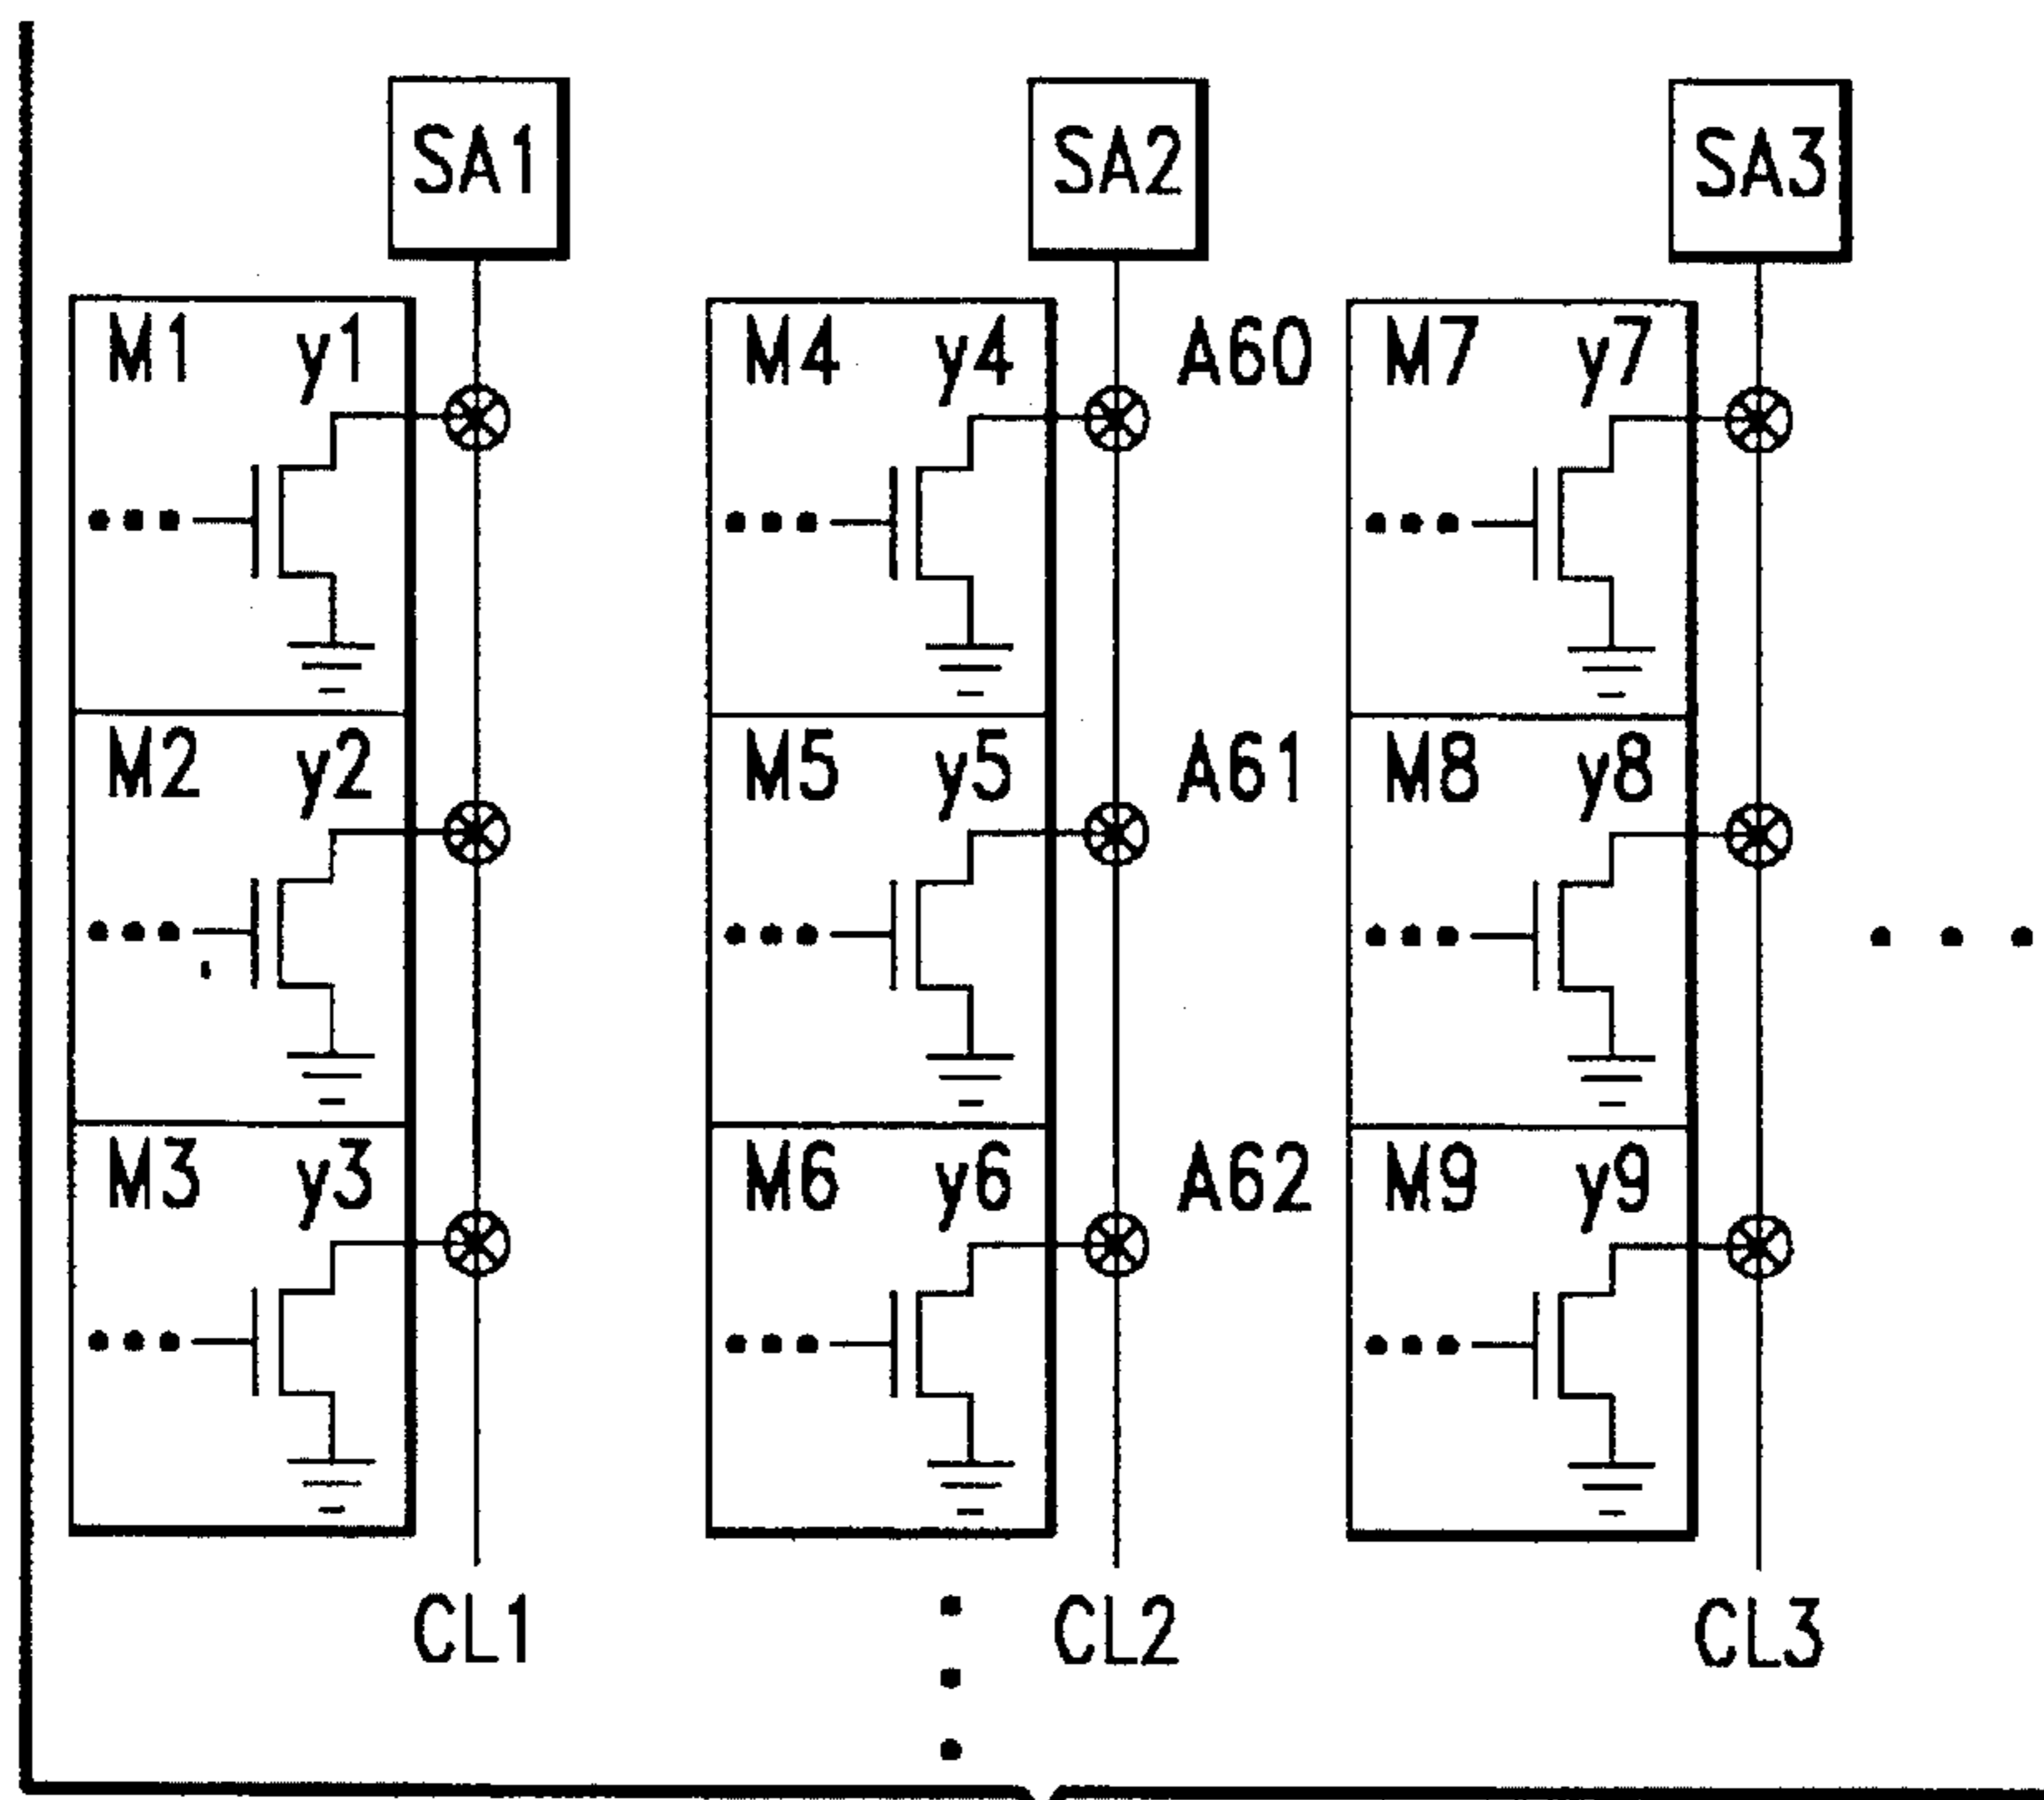 SA1 SA2 SA3
M1 y1 M4 y4 A60 M7 y7
M2 y2 M5 y5 A61 M8 y8
M3 y3 M6 y6 A62 M9 y9
CL1 CL2 CL3